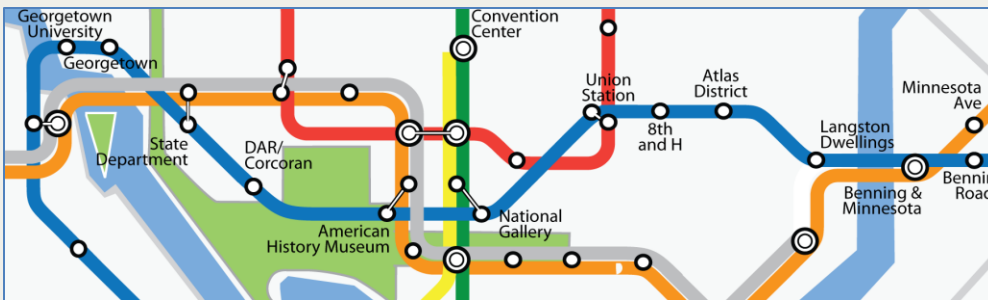 Georgetown
University
Georgetown
State
Department
DAR/
Corcoran
American
History Museum
Convention
Center
National
Gallery
Union
Station
8th
and H
Atlas
District
Langston
Dwellings
Benning &
Minnesota
Minnesota
Ave
Bennin
Road